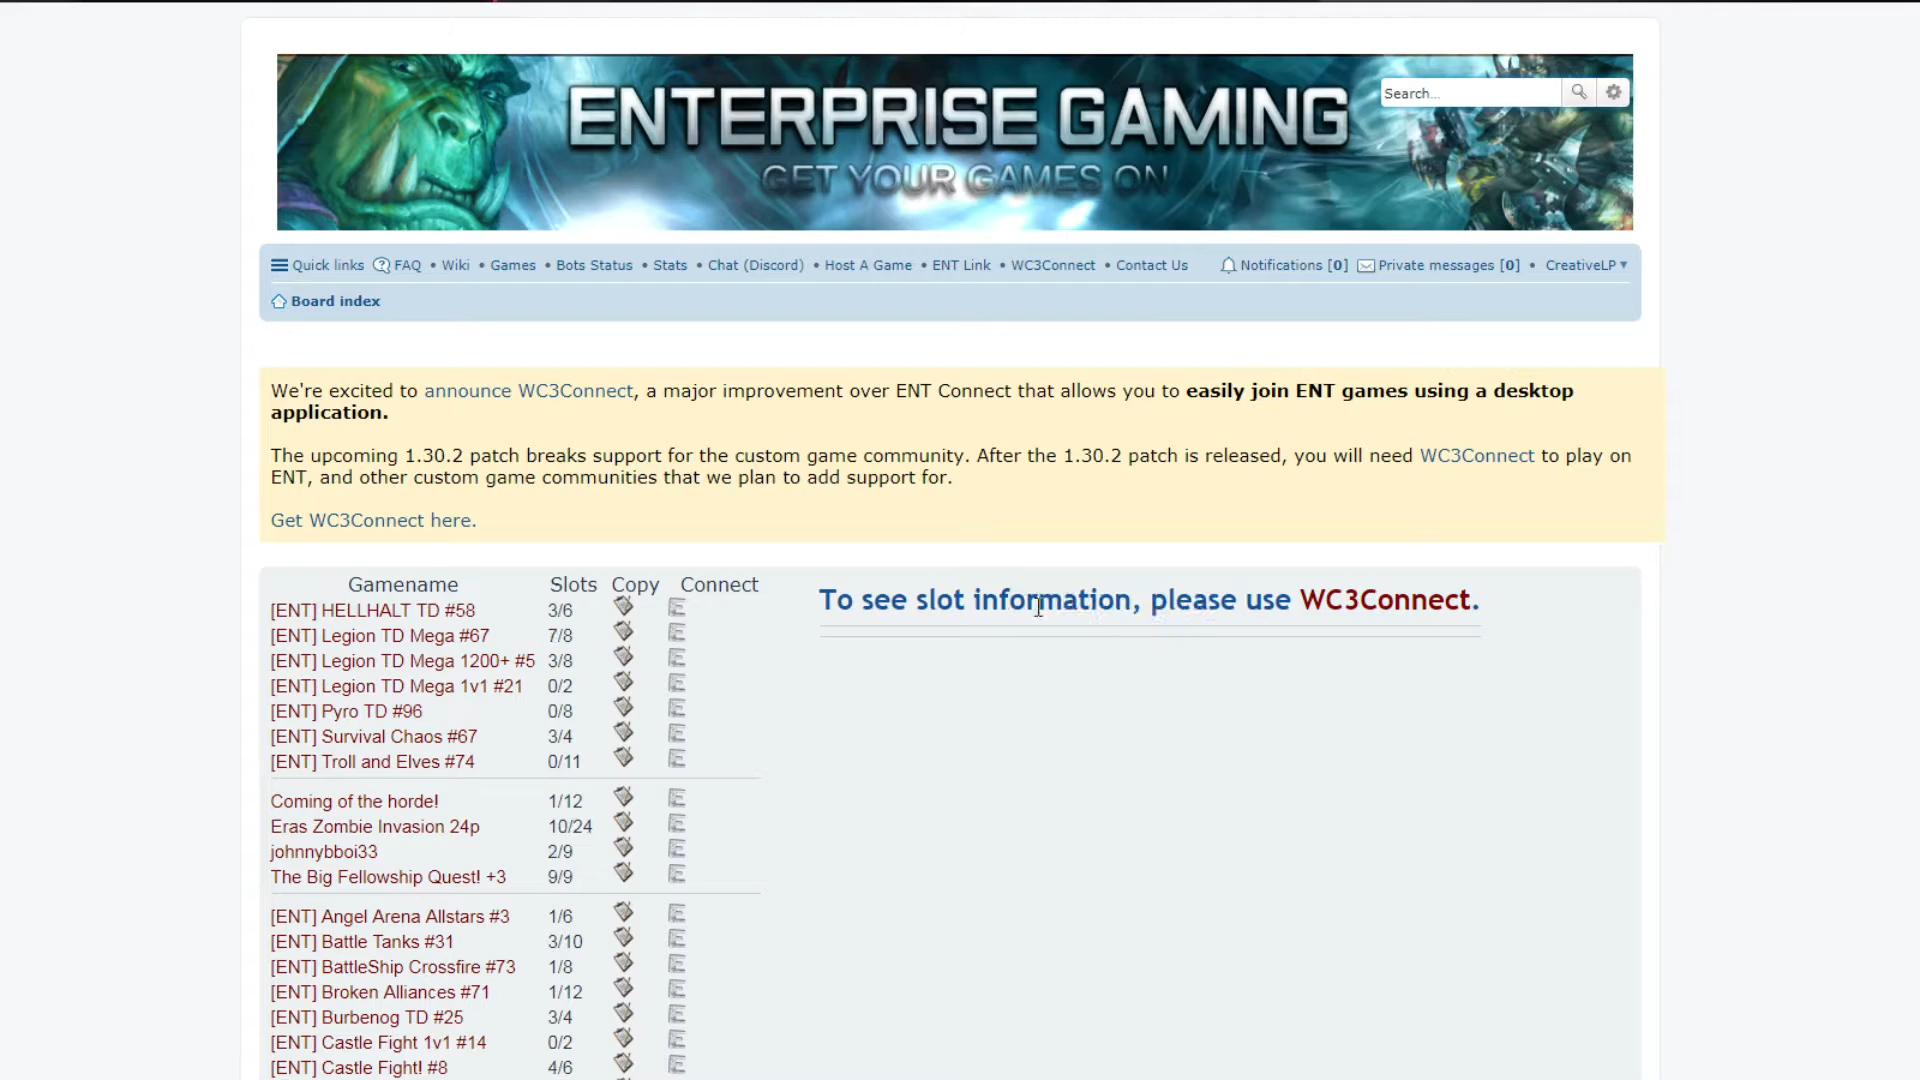 ENTERPRISE GAMING
GET YOUR GAMES ON
Search...
Quick links FAQ • Wiki • Games • Bots Status • Stats • Chat (Discord) • Host A Game • ENT Link • WC3Connect • Contact Us Notifications [0] Private messages [0] • CreativeLP
Board index
We're excited to announce WC3Connect, a major improvement over ENT Connect that allows you to easily join ENT games using a desktop
application.
The upcoming 1.30.2 patch breaks support for the custom game community. After the 1.30.2 patch is released, you will need WC3Connect to play on
ENT, and other custom game communities that we plan to add support for.
Get WC3Connect here.
Gamename Slots Copy Connect
[ENT] HELLHALT TD #58 3/6
[ENT] Legion TD Mega #67 7/8
[ENT] Legion TD Mega 1200+ #5 3/8
[ENT] Legion TD Mega 1v1 #21 0/2
[ENT] Pyro TD #96 0/8
[ENT] Survival Chaos #67 3/4
[ENT] Troll and Elves #74 0/11
Coming of the horde! 1/12
Eras Zombie Invasion 24p 10/24
johnnybboi33 2/9
The Big Fellowship Quest! +3 9/9
[ENT] Angel Arena Allstars #3 1/6
[ENT] Battle Tanks #31 3/10
[ENT] BattleShip Crossfire #73 1/8
[ENT] Broken Alliances #71 1/12
[ENT] Burbenog TD #25 3/4
[ENT] Castle Fight 1v1 #14 0/2
[ENT] Castle Fight! #8 4/6
To see slot information, please use WC3Connect.